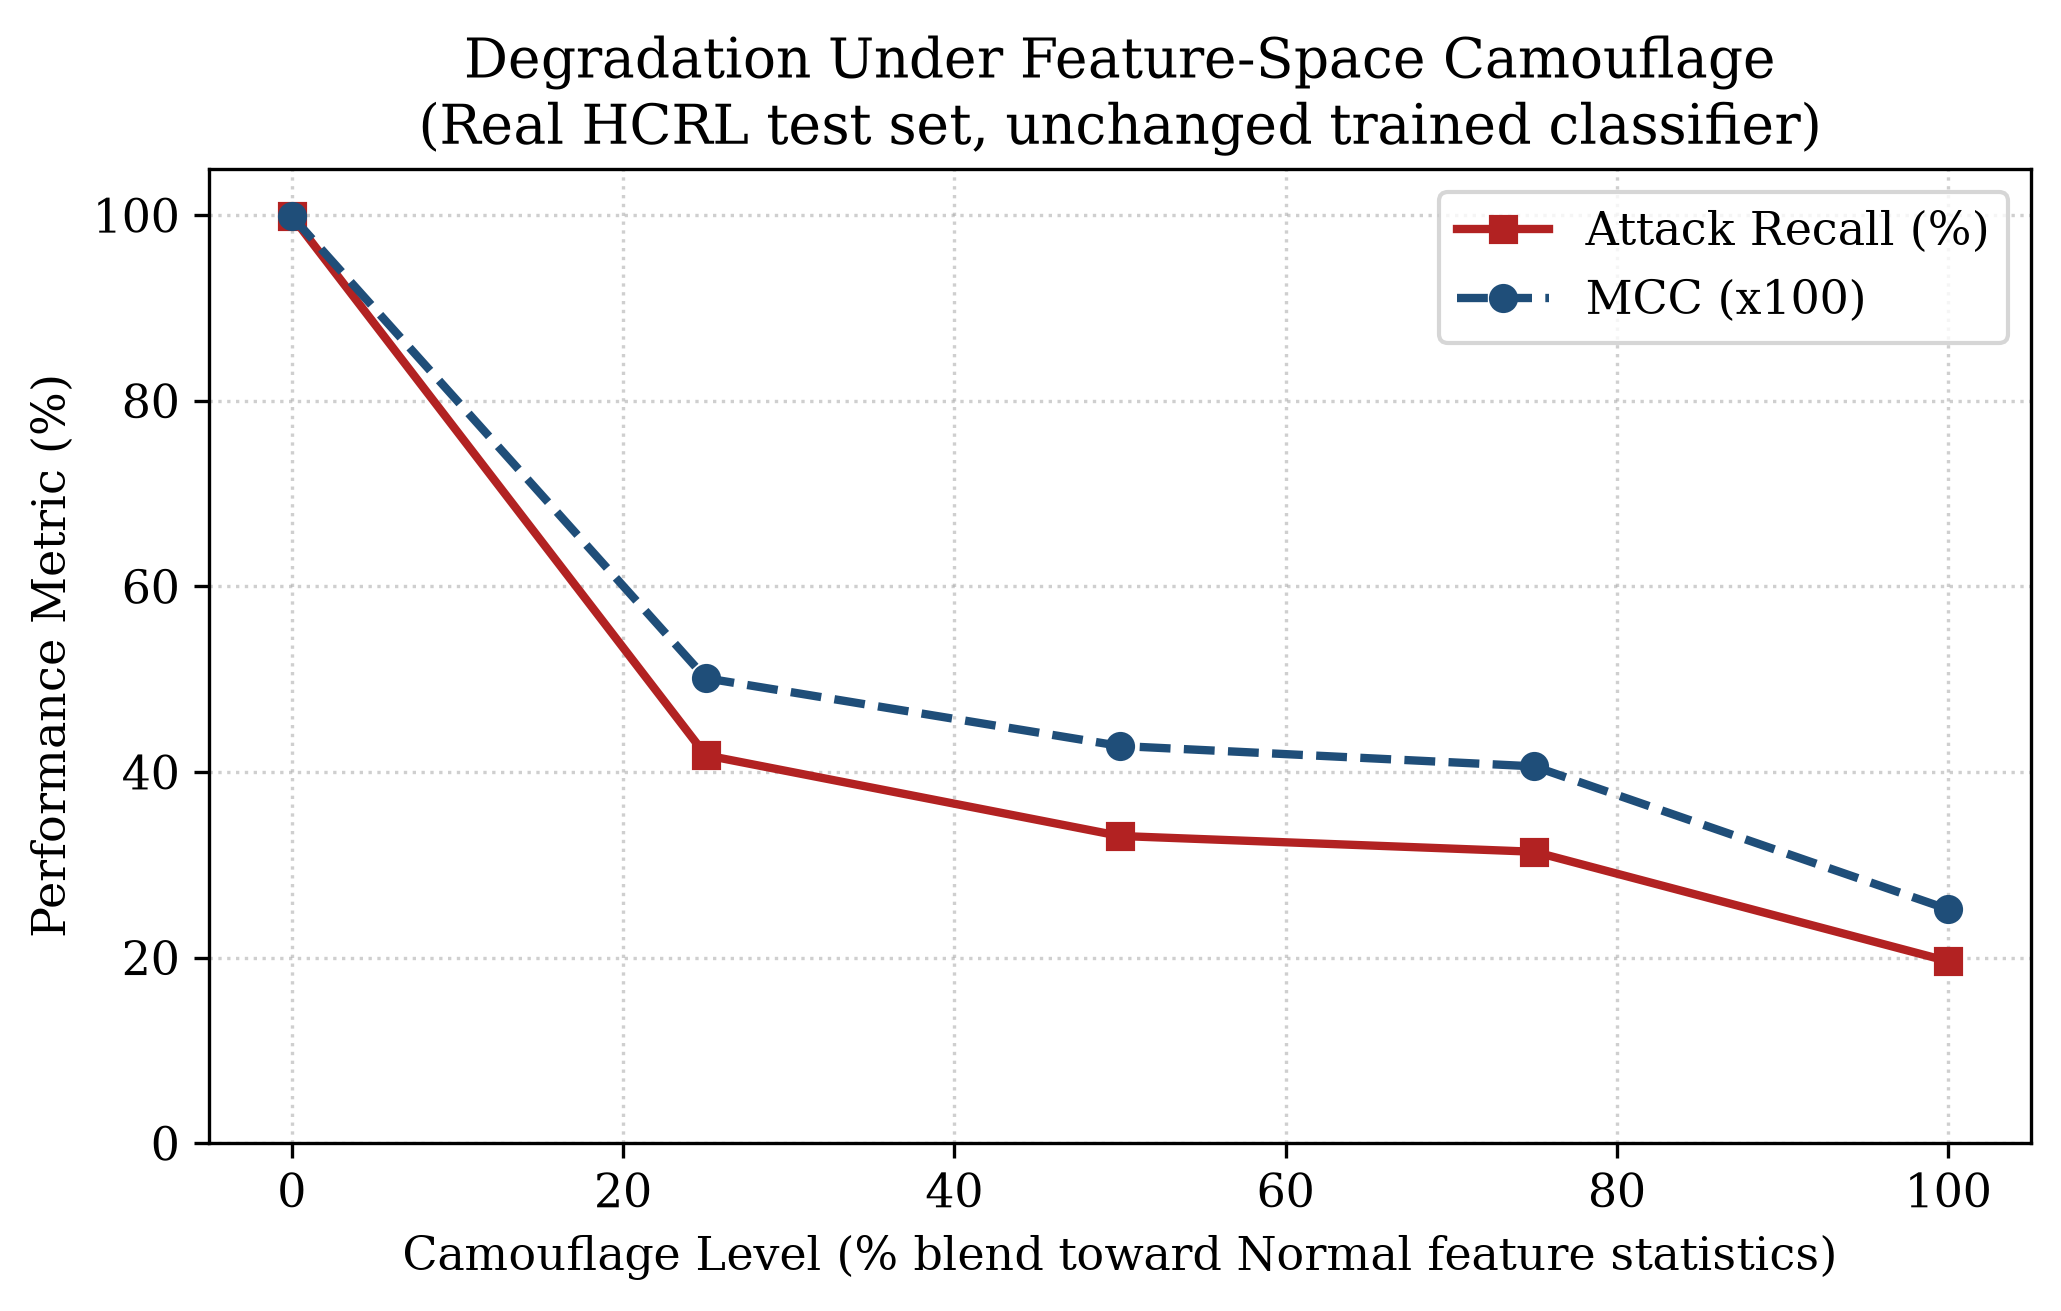 Degradation Under Feature-Space Camouflage
(Real HCRL test set, unchanged trained classifier)
Attack Recall (%)
MCC (x100)
Performance Metric (%)
100
80
60
40
20
0
0 20 40 60 80 100
Camouflage Level (% blend toward Normal feature statistics)